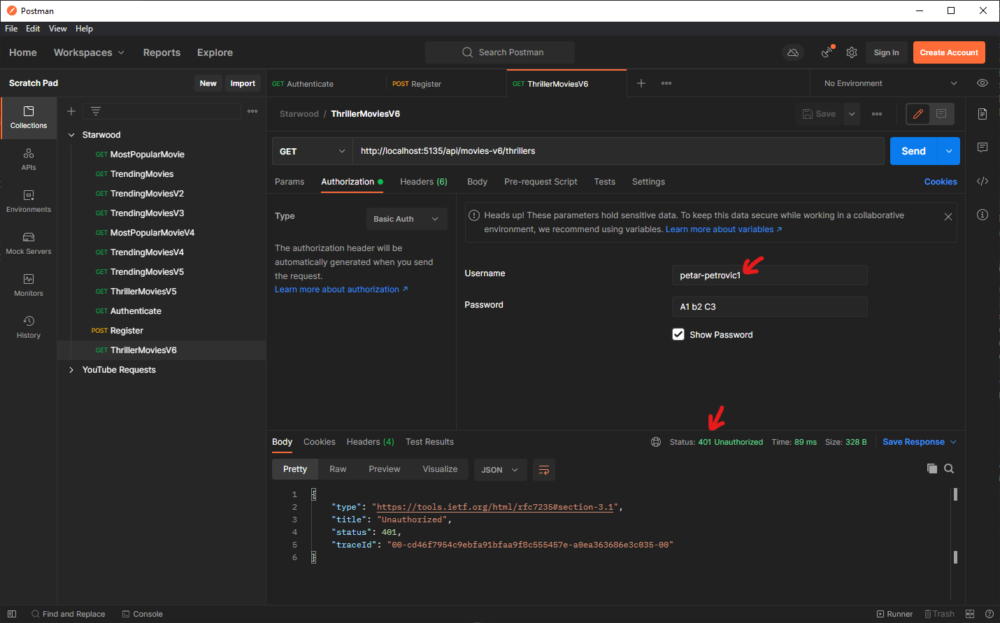 Postman
File Edit View Help
Home Workspaces Reports Explore
Search Postman
Sign In
Create Account
Scratch Pad
New
Import
GET Authenticate
POST Register
GET ThrillerMoviesV6
No Environment
Collections
APIs
Environments
Mock Servers
Monitors
History
Starwood
GET MostPopularMovie
GET TrendingMovies
GET TrendingMoviesV2
GET TrendingMoviesV3
GET MostPopularMovieV4
GET TrendingMoviesV4
GET TrendingMoviesV5
GET ThrillerMoviesV5
GET Authenticate
POST Register
GET ThrillerMoviesV6
YouTube Requests
Starwood / ThrillerMoviesV6
Save
GET
http://localhost:5135/api/movies-v6/thrillers
Send
Params Authorization Headers (6) Body Pre-request Script Tests Settings
Cookies
Type
Basic Auth
The authorization header will be
automatically generated when you send
the request.
Learn more about authorization ↗
Heads up! These parameters hold sensitive data. To keep this data secure while working in a collaborative
environment, we recommend using variables. Learn more about variables ↗
Username
petar-petrovic1
Password
A1 b2 C3
Show Password
Body Cookies Headers (4) Test Results
Status: 401 Unauthorized Time: 89 ms Size: 328 B
Save Response
Pretty Raw Preview Visualize
JSON
1 {
2 "type": "https://tools.ietf.org/html/rfc7235#section-3.1",
3 "title": "Unauthorized",
4 "status": 401,
5 "traceId": "00-cd46f7954c9ebfa91bfaa9f8c555457e-a0ea363686e3c035-00"
6 }
Find and Replace
Console
Runner
Trash